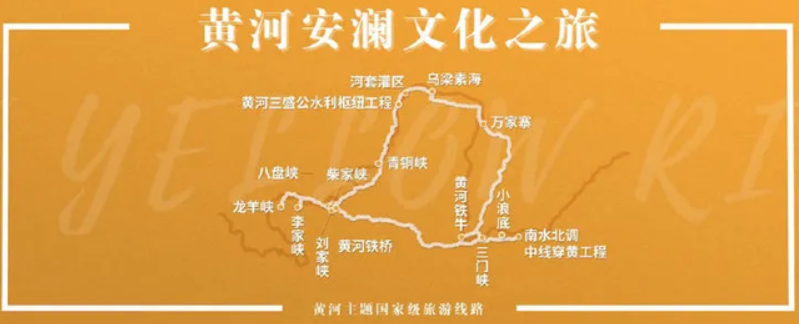 黄河安澜文化之旅
YELLOW RI
河套灌区
乌梁素海
黄河三盛公水利枢纽工程
万家寨
青铜峡
八盘峡
柴家峡
龙羊峡
李家峡
刘家峡
黄河铁桥
黄河铁牛
小浪底
三门峡
南水北调
中线穿黄工程
黄河主题国家级旅游线路